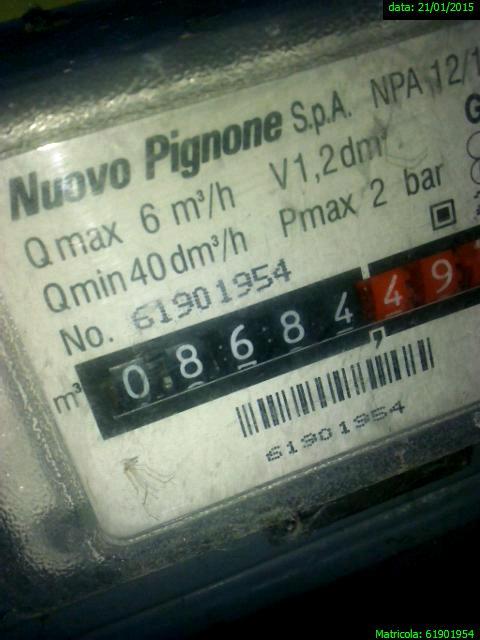 data: 21/01/2015
Nuovo Pignone S.p.A. NPA 12/1
G
Qmax 6 m³/h V1,2dm³
Qmin 40 dm³/h Pmax 2 bar
No. 61901954
m³ 08684,49
61901954
Matricola: 61901954